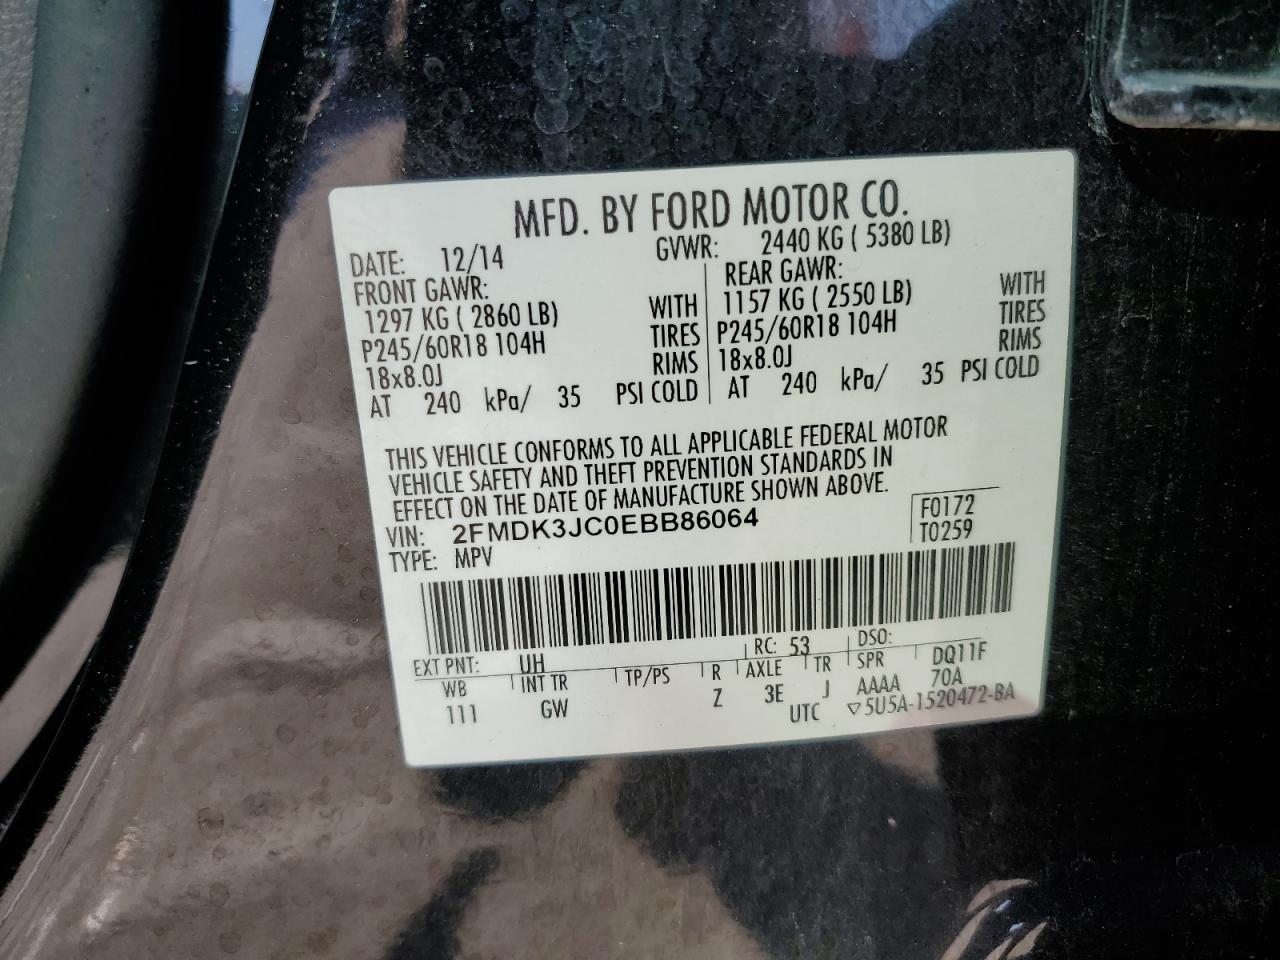 MFD. BY FORD MOTOR CO.
DATE: 12/14 GVWR: 2440 KG ( 5380 LB)
FRONT GAWR: REAR GAWR:
1297 KG ( 2860 LB) WITH 1157 KG ( 2550 LB) WITH
P245/60R18 104H TIRES P245/60R18 104H TIRES
18x8.0J RIMS 18x8.0J RIMS
AT 240 kPa/ 35 PSI COLD AT 240 kPa/ 35 PSI COLD
THIS VEHICLE CONFORMS TO ALL APPLICABLE FEDERAL MOTOR
VEHICLE SAFETY AND THEFT PREVENTION STANDARDS IN
EFFECT ON THE DATE OF MANUFACTURE SHOWN ABOVE.
VIN: 2FMDK3JC0EBB86064 F0172
TYPE: MPV T0259
EXT PNT: UH RC: 53 DSO:
WB INT TR TP/PS R AXLE TR SPR DQ11F
111 GW Z 3E J AAAA 70A
UTC ▽5U5A-1520472-BA